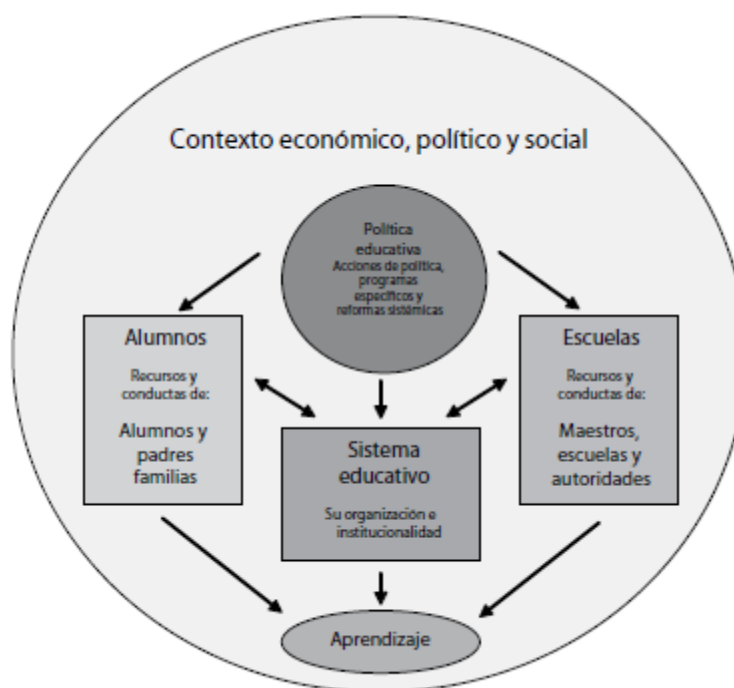 Contexto económico, político y social
Política
educativa
Acciones de política,
programas
específicos y
reformas sistémicas
Alumnos
Recursos y
conductas de:
Alumnos y
padres
familias
Sistema
educativo
Su organización e
institucionalidad
Escuelas
Recursos y
conductas de:
Maestros,
escuelas y
autoridades
Aprendizaje